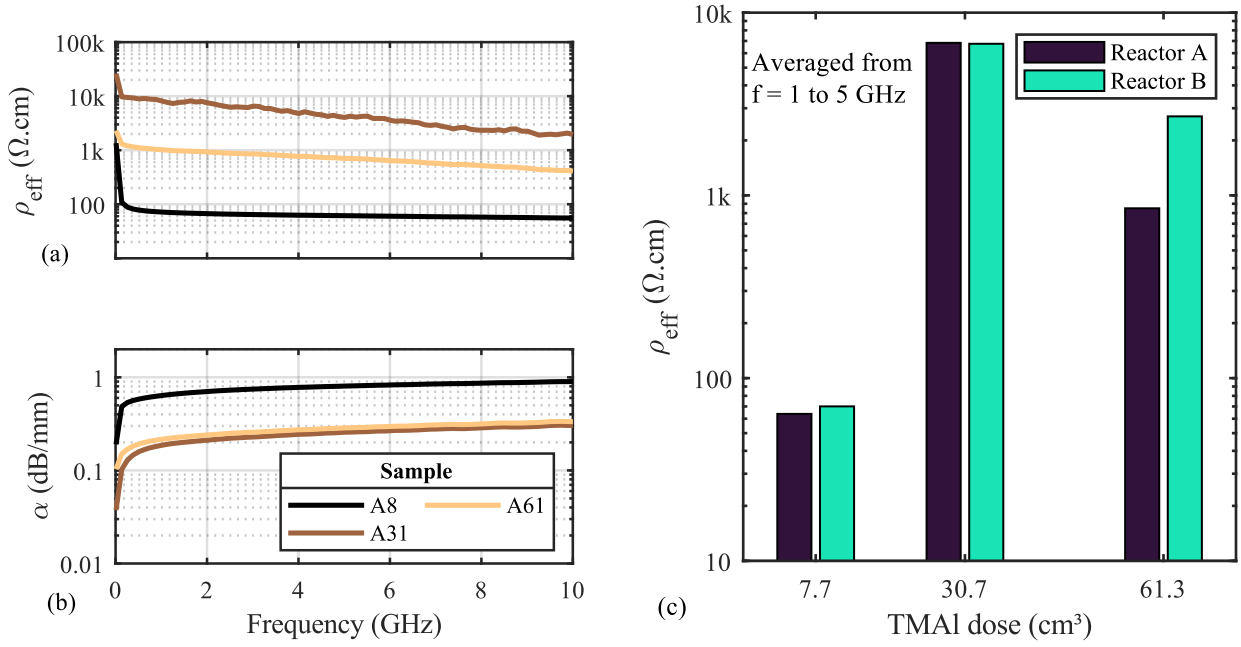 (a)
100k
10k
1k
100
ρeff (Ω.cm)
(b)
1
0.1
0.01
α (dB/mm)
Sample
A8
A61
A31
0
2
4
6
8
10
Frequency (GHz)
(c)
10k
1k
100
10
ρeff (Ω.cm)
Averaged from
f = 1 to 5 GHz
Reactor A
Reactor B
7.7
30.7
61.3
TMAl dose (cm³)